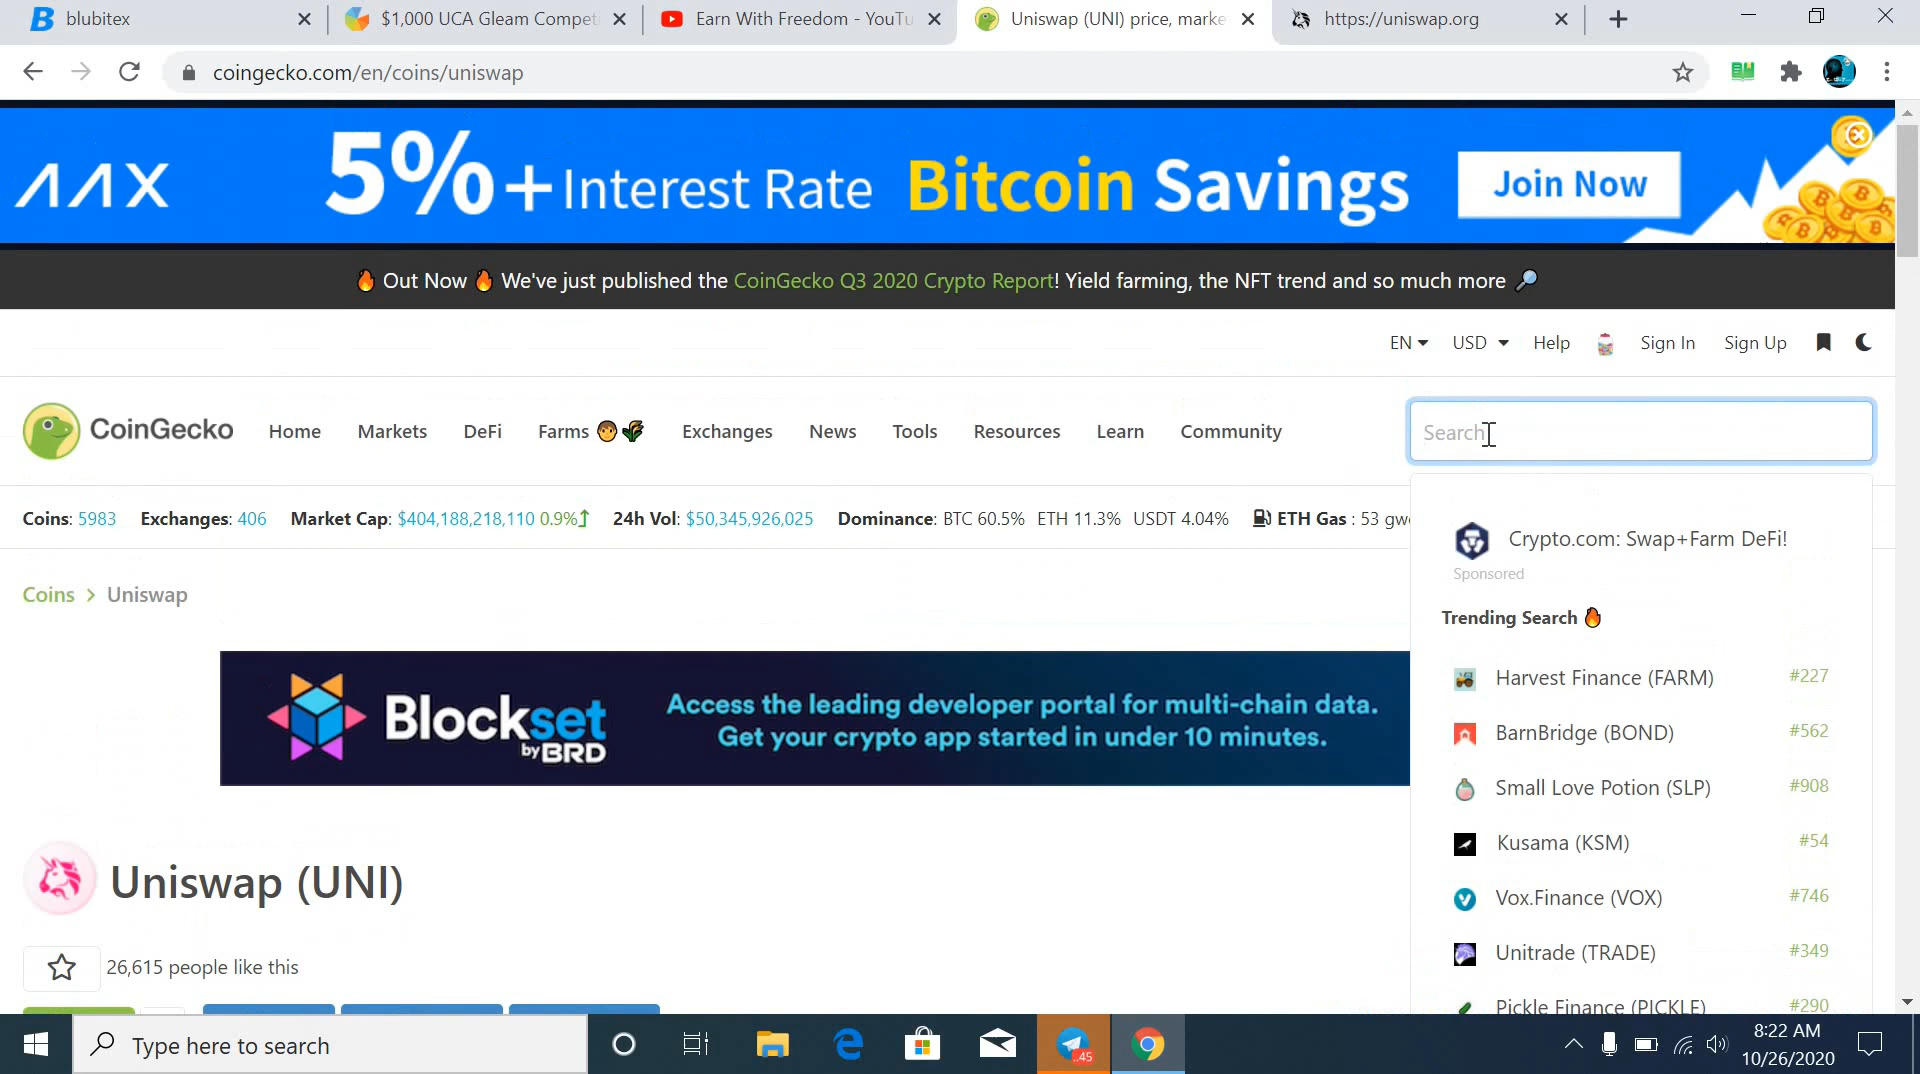 blubitex
$1,000 UCA Gleam Compet
Earn With Freedom - YouTu
Uniswap (UNI) price, marke
https://uniswap.org
coingecko.com/en/coins/uniswap
AAX
5%+ Interest Rate Bitcoin Savings
Join Now
Out Now We've just published the CoinGecko Q3 2020 Crypto Report! Yield farming, the NFT trend and so much more
EN USD Help Sign In Sign Up
CoinGecko Home Markets DeFi Farms Exchanges News Tools Resources Learn Community
Search
Coins: 5983 Exchanges: 406 Market Cap: $404,188,218,110 0.9% 24h Vol: $50,345,926,025 Dominance: BTC 60.5% ETH 11.3% USDT 4.04% ETH Gas : 53 gw
Crypto.com: Swap+Farm DeFi!
Sponsored
Coins > Uniswap
Trending Search
Harvest Finance (FARM) #227
BarnBridge (BOND) #562
Small Love Potion (SLP) #908
Kusama (KSM) #54
Vox.Finance (VOX) #746
Unitrade (TRADE) #349
Pickle Finance (PICKLE) #290
Blockset
by BRD
Access the leading developer portal for multi-chain data.
Get your crypto app started in under 10 minutes.
Uniswap (UNI)
26,615 people like this
Type here to search
..45
8:22 AM
10/26/2020